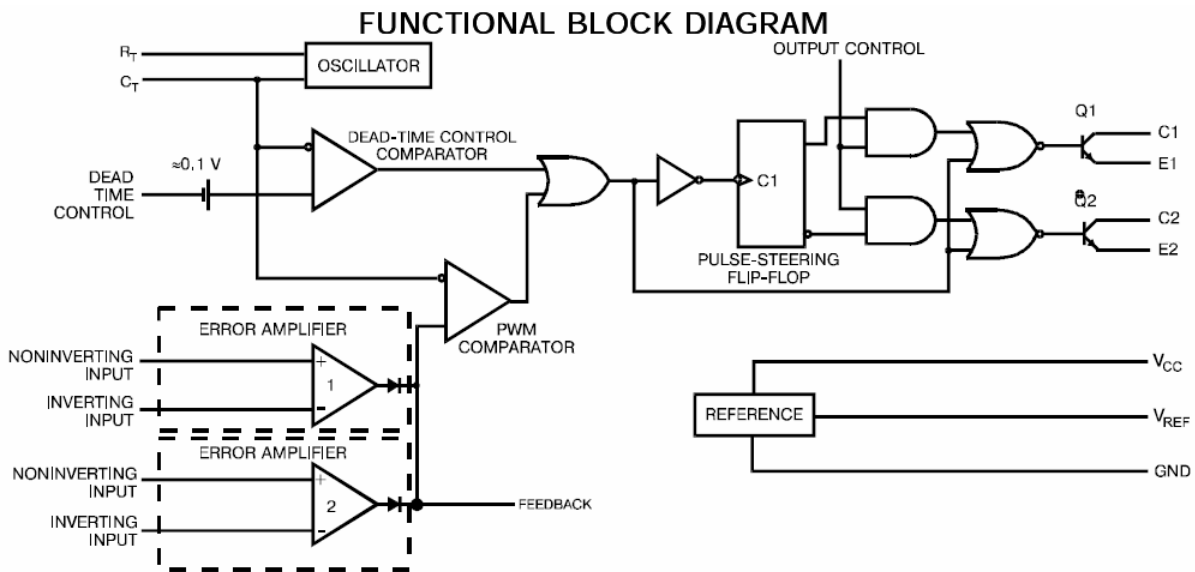 FUNCTIONAL BLOCK DIAGRAM
OUTPUT CONTROL
RT
OSCILLATOR
CT
DEAD-TIME CONTROL
COMPARATOR
≈0,1 V
DEAD
TIME
CONTROL
C1
Q1
C1
E1
Q2
C2
E2
PULSE-STEERING
FLIP-FLOP
PWM
COMPARATOR
ERROR AMPLIFIER
NONINVERTING
INPUT
+
1
-
INVERTING
INPUT
ERROR AMPLIFIER
NONINVERTING
INPUT
+
2
-
INVERTING
INPUT
FEEDBACK
REFERENCE
VCC
VREF
GND